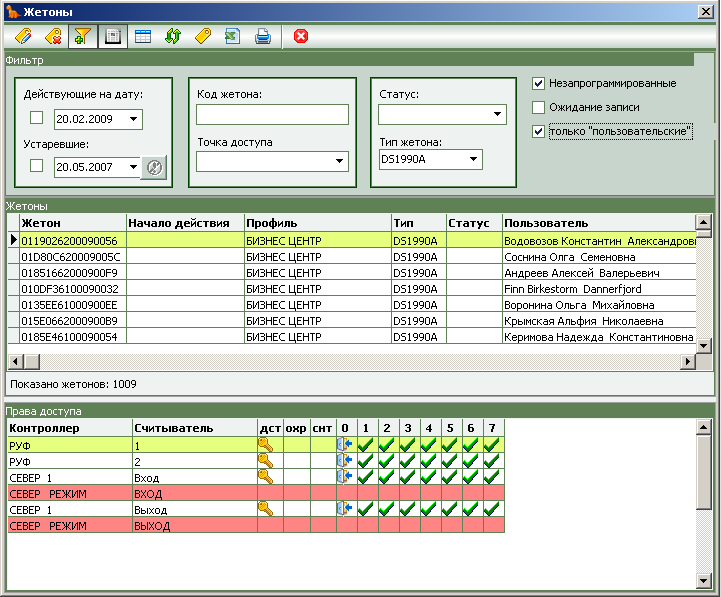 Жетоны
Фильтр
Действующие на дату:
20.02.2009
Устаревшие:
20.05.2007
Код жетона:
Точка доступа
Статус:
Тип жетона:
DS1990A
Незапрограммированные
Ожидание записи
только "пользовательские"
Жетоны
Жетон Начало действия Профиль Тип Статус Пользователь
0119026200090056 БИЗНЕС ЦЕНТР DS1990A Водовозов Константин Александров
01D80C620009005C БИЗНЕС ЦЕНТР DS1990A Соснина Олга Семеновна
01851662000900F9 БИЗНЕС ЦЕНТР DS1990A Андреев Алексей Валерьевич
010DF36100090032 БИЗНЕС ЦЕНТР DS1990A Finn Birkestorm Dannerfjord
0135EE61000900EE БИЗНЕС ЦЕНТР DS1990A Воронина Ольга Михайловна
015E0662000900B9 БИЗНЕС ЦЕНТР DS1990A Крымская Альфия Николаевна
0185E46100090054 БИЗНЕС ЦЕНТР DS1990A Керимова Надежда Константиновна
Показано жетонов: 1009
Права доступа
Контроллер Считыватель дст охр снт 0 1 2 3 4 5 6 7
РУФ 1
РУФ 2
СЕВЕР 1 Вход
СЕВЕР РЕЖИМ ВХОД
СЕВЕР 1 Выход
СЕВЕР РЕЖИМ ВЫХОД